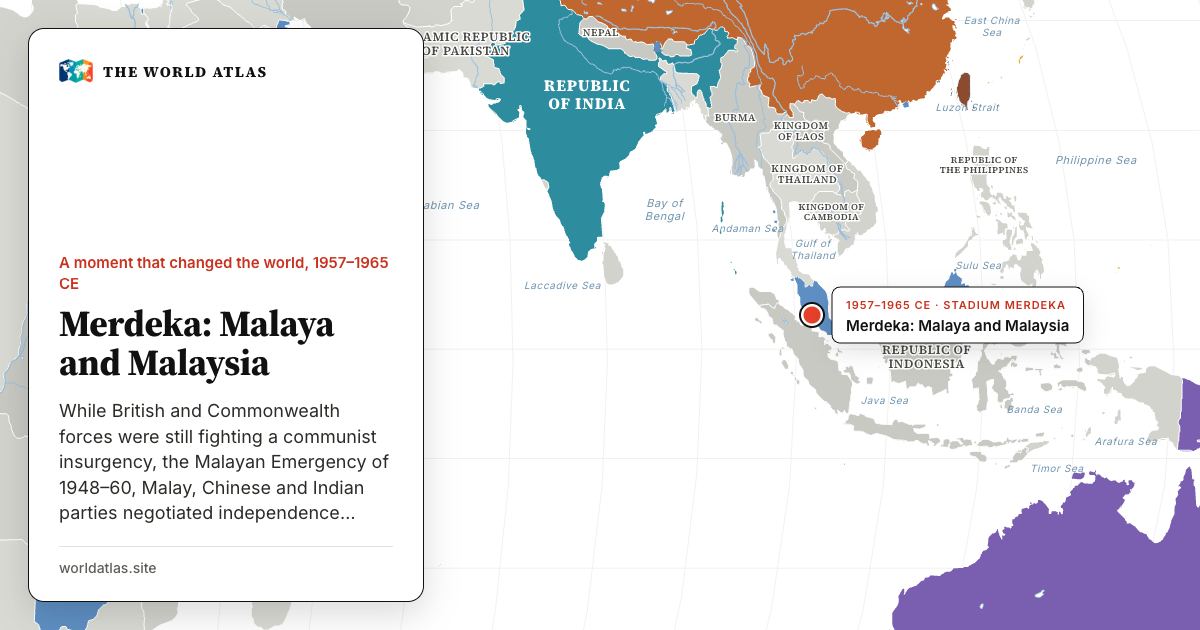 THE WORLD ATLAS
A moment that changed the world, 1957–1965
CE
Merdeka: Malaya
and Malaysia
While British and Commonwealth
forces were still fighting a communist
insurgency, the Malayan Emergency of
1948–60, Malay, Chinese and Indian
parties negotiated independence…
worldatlas.site
AMIC REPUBLIC
OF PAKISTAN
NEPAL
REPUBLIC
OF INDIA
BURMA
KINGDOM
OF LAOS
KINGDOM OF
THAILAND
KINGDOM OF
CAMBODIA
REPUBLIC OF
THE PHILIPPINES
East China
Sea
Luzon Strait
Philippine Sea
abian Sea
Bay of
Bengal
Andaman Sea
Gulf of
Thailand
Laccadive Sea
Sulu Sea
1957–1965 CE · STADIUM MERDEKA
Merdeka: Malaya and Malaysia
REPUBLIC OF
INDONESIA
Java Sea
Banda Sea
Arafura Sea
Timor Sea